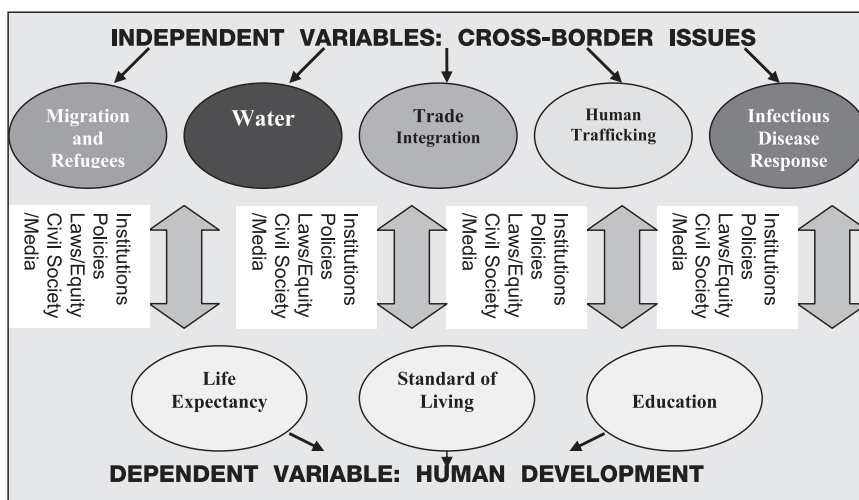 INDEPENDENT VARIABLES: CROSS-BORDER ISSUES
Migration
and
Refugees
Water
Trade
Integration
Human
Trafficking
Infectious
Disease
Response
Institutions
Policies
Laws/Equity
Civil Society
/Media
Institutions
Policies
Laws/Equity
Civil Society
/Media
Institutions
Policies
Laws/Equity
Civil Society
/Media
Institutions
Policies
Laws/Equity
Civil Society
/Media
Life
Expectancy
Standard of
Living
Education
DEPENDENT VARIABLE: HUMAN DEVELOPMENT